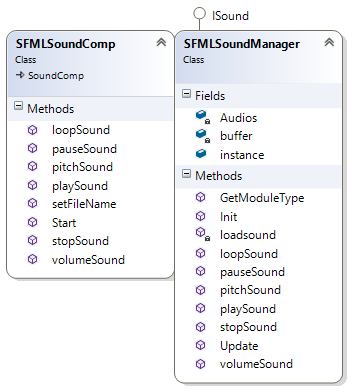 SFMLSoundComp
Class
SoundComp
Methods
loopSound
pauseSound
pitchSound
playSound
setFileName
Start
stopSound
volumeSound
ISound
SFMLSoundManager
Class
Fields
Audios
buffer
instance
Methods
GetModuleType
Init
loadsound
loopSound
pauseSound
pitchSound
playSound
stopSound
Update
volumeSound